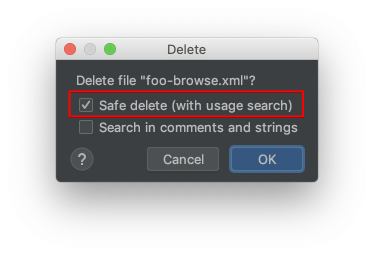 Delete
Delete file "foo-browse.xml"?
Safe delete (with usage search)
Search in comments and strings
? Cancel OK